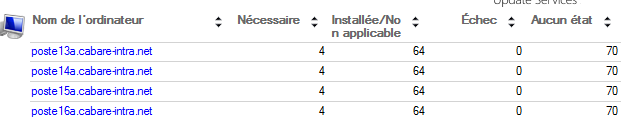 Update Services
Nom de l'ordinateur Nécessaire Installée/No Échec Aucun état
n applicable
poste13a.cabare-intra.net 4 64 0 70
poste14a.cabare-intra.net 4 64 0 70
poste15a.cabare-intra.net 4 64 0 70
poste16a.cabare-intra.net 4 64 0 70